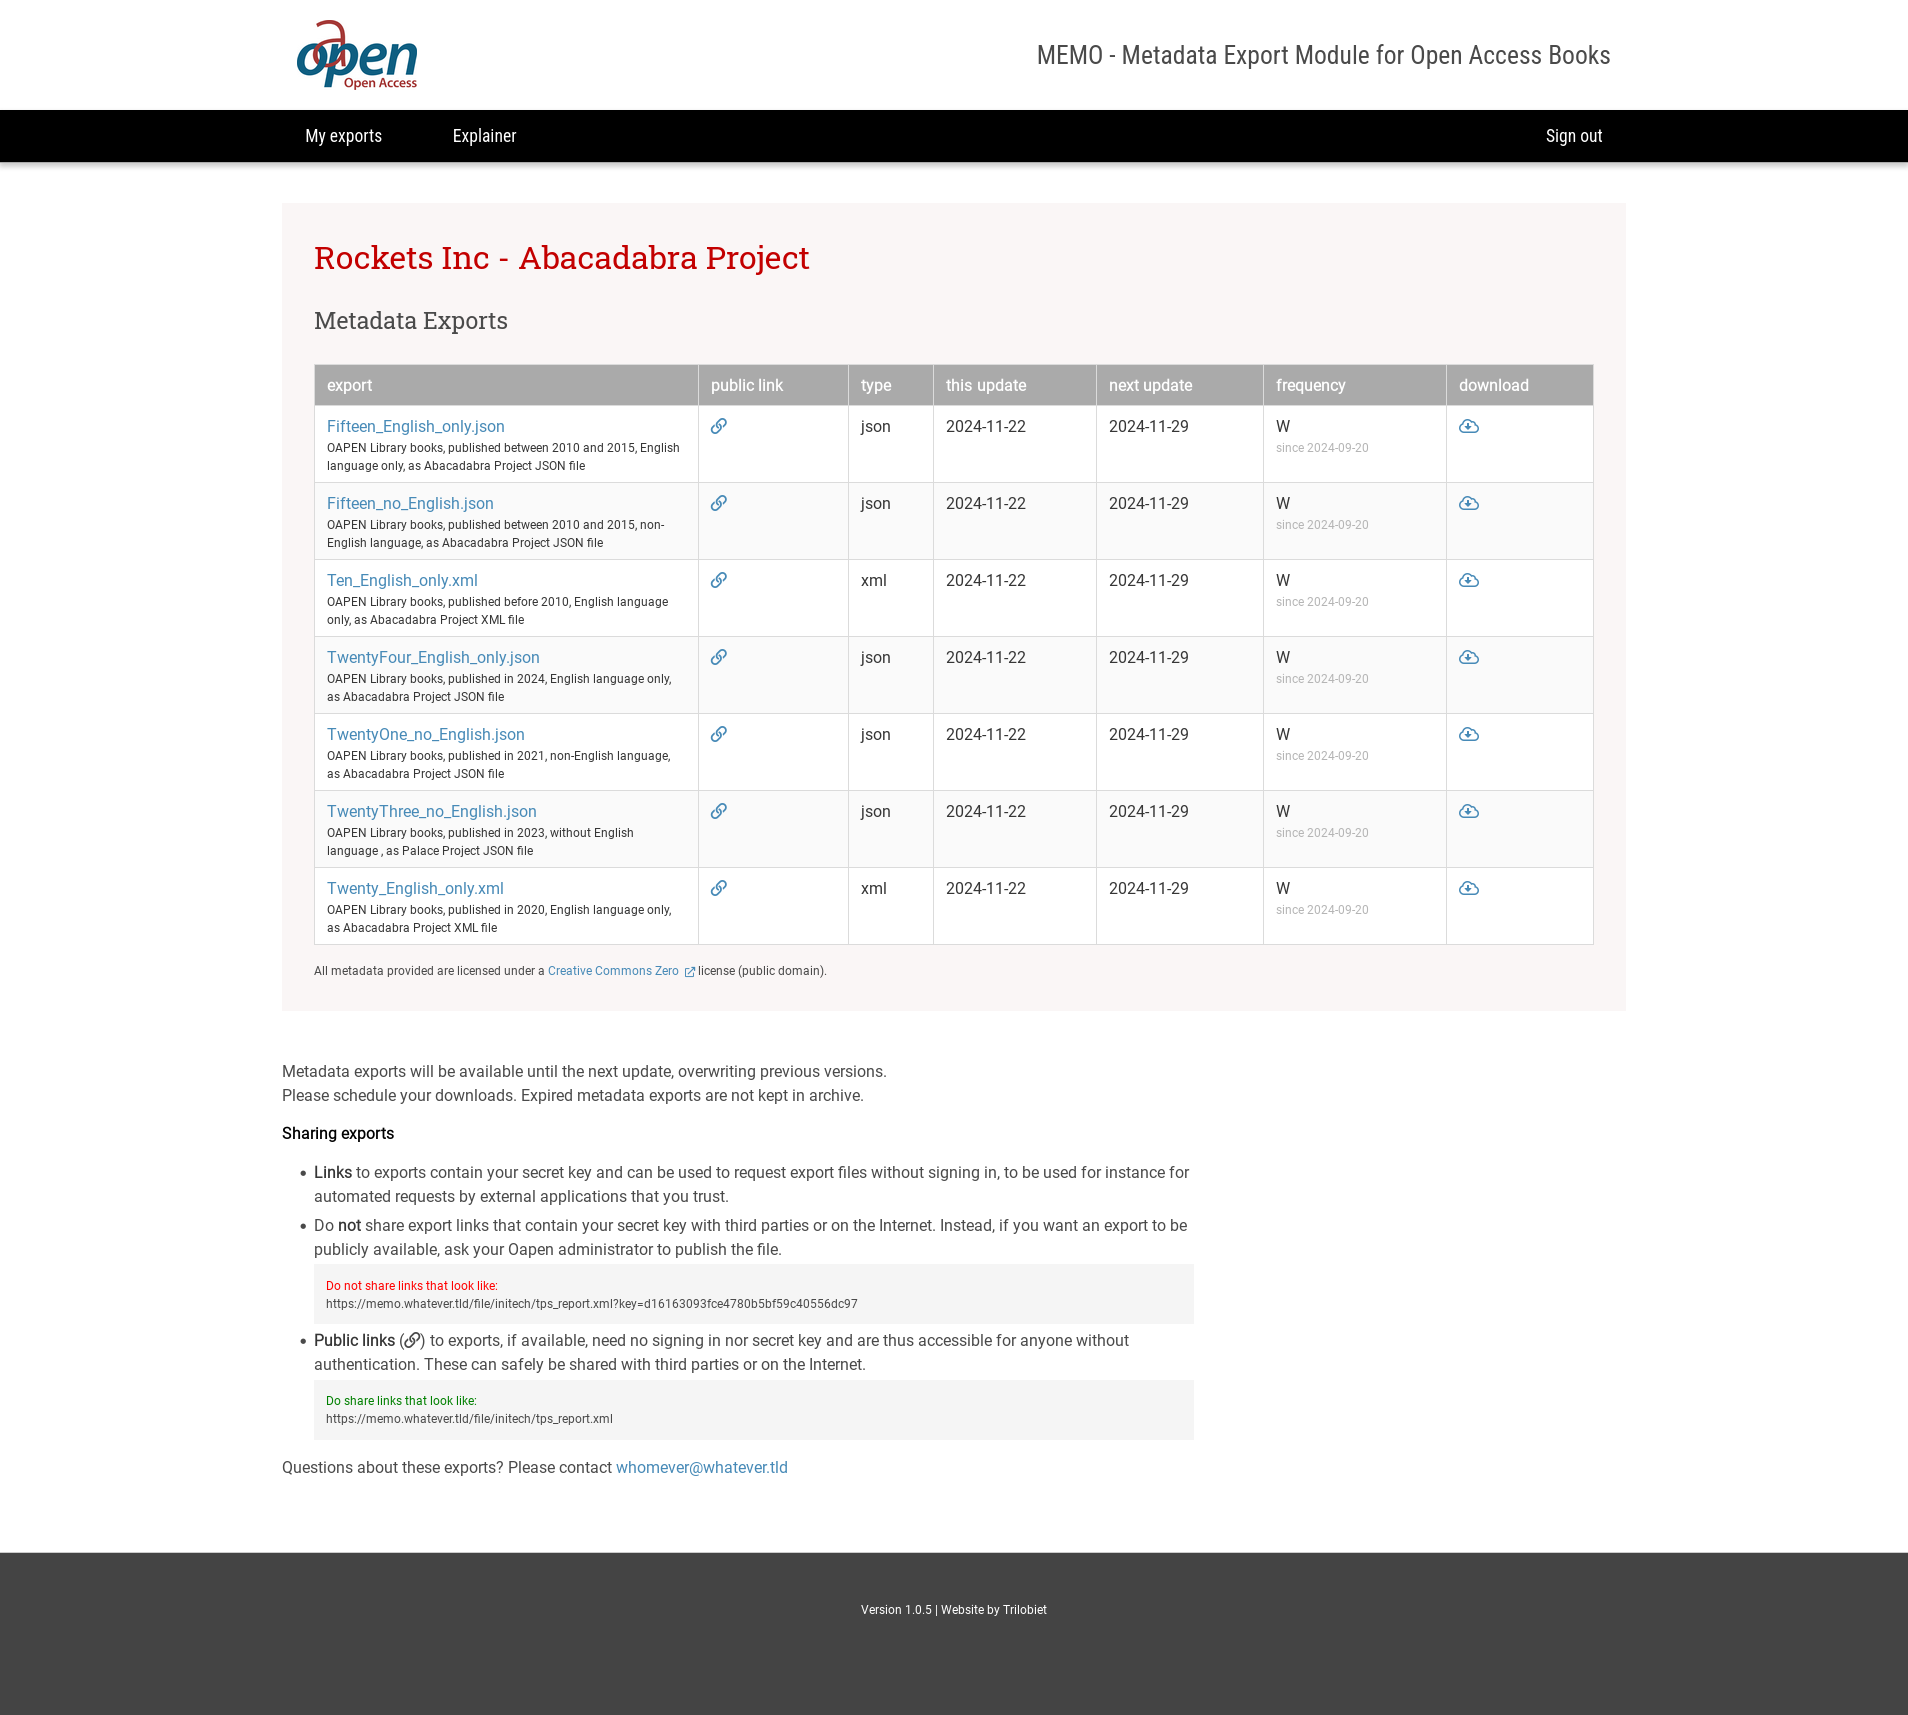 open
Open Access
MEMO - Metadata Export Module for Open Access Books
My exports
Explainer
Sign out
Rockets Inc - Abacadabra Project
Metadata Exports
export public link type this update next update frequency download
Fifteen_English_only.json json 2024-11-22 2024-11-29 W
OAPEN Library books, published between 2010 and 2015, English since 2024-09-20
language only, as Abacadabra Project JSON file
Fifteen_no_English.json json 2024-11-22 2024-11-29 W
OAPEN Library books, published between 2010 and 2015, non- since 2024-09-20
English language, as Abacadabra Project JSON file
Ten_English_only.xml xml 2024-11-22 2024-11-29 W
OAPEN Library books, published before 2010, English language since 2024-09-20
only, as Abacadabra Project XML file
TwentyFour_English_only.json json 2024-11-22 2024-11-29 W
OAPEN Library books, published in 2024, English language only, since 2024-09-20
as Abacadabra Project JSON file
TwentyOne_no_English.json json 2024-11-22 2024-11-29 W
OAPEN Library books, published in 2021, non-English language, since 2024-09-20
as Abacadabra Project JSON file
TwentyThree_no_English.json json 2024-11-22 2024-11-29 W
OAPEN Library books, published in 2023, without English since 2024-09-20
language , as Palace Project JSON file
Twenty_English_only.xml xml 2024-11-22 2024-11-29 W
OAPEN Library books, published in 2020, English language only, since 2024-09-20
as Abacadabra Project XML file
All metadata provided are licensed under a Creative Commons Zero license (public domain).
Metadata exports will be available until the next update, overwriting previous versions.
Please schedule your downloads. Expired metadata exports are not kept in archive.
Sharing exports
• Links to exports contain your secret key and can be used to request export files without signing in, to be used for instance for
automated requests by external applications that you trust.
• Do not share export links that contain your secret key with third parties or on the Internet. Instead, if you want an export to be
publicly available, ask your Oapen administrator to publish the file.
Do not share links that look like:
https://memo.whatever.tld/file/initech/tps_report.xml?key=d16163093fce4780b5bf59c40556dc97
• Public links () to exports, if available, need no signing in nor secret key and are thus accessible for anyone without
authentication. These can safely be shared with third parties or on the Internet.
Do share links that look like:
https://memo.whatever.tld/file/initech/tps_report.xml
Questions about these exports? Please contact whomever@whatever.tld
Version 1.0.5 | Website by Trilobiet